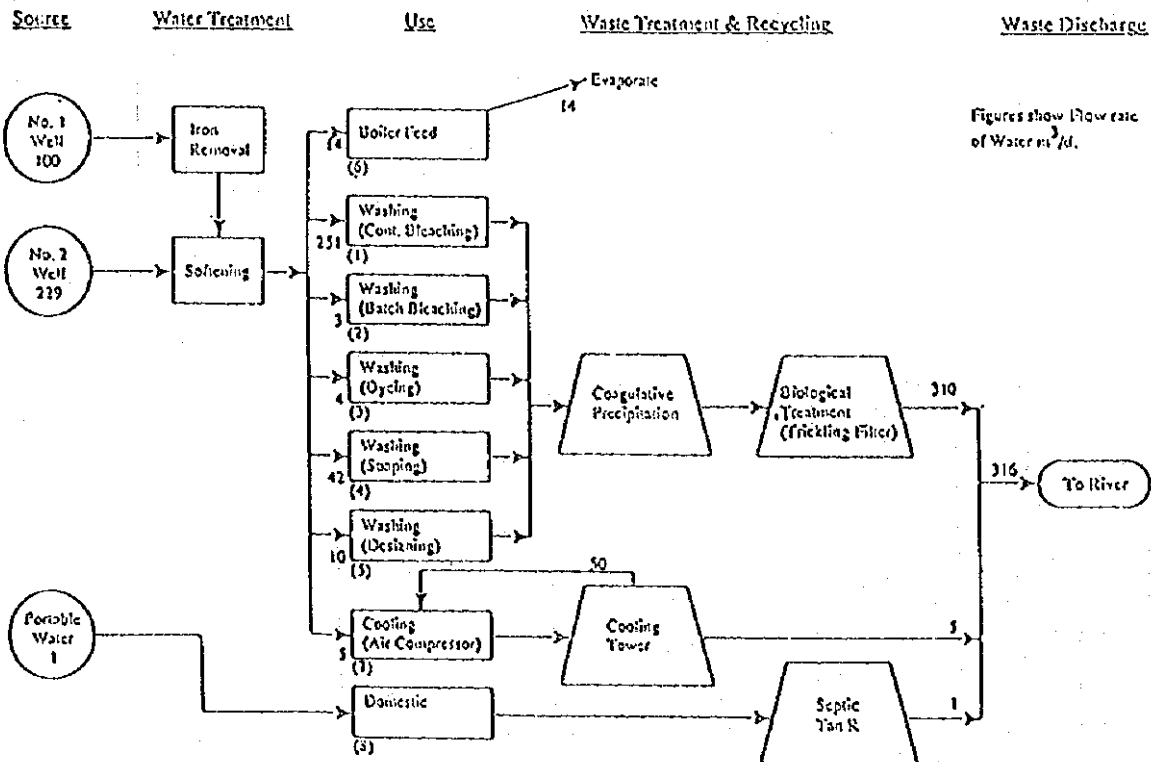 Source
Water Treatment
Use
Waste Treatment & Recycling
Waste Discharge
Figures show Flow rate
of Water m³/d.
No. 1
Well
100
Iron
Removal
14
Boiler Feed
(6)
Evaporate
14
No. 2
Well
229
Softening
251
Washing
(Cont. Bleaching)
(1)
3
Washing
(Batch Bleaching)
(2)
4
Washing
(Dyeing)
(3)
42
Washing
(Soaping)
(4)
10
Washing
(Desizing)
(5)
Coagulative
Precipitation
Biological
Treatment
(Trickling Filter)
310
316
To River
50
Portable
Water
1
5
Cooling
(Air Compressor)
(7)
Cooling
Tower
5
Domestic
(8)
Septic
Tank
1